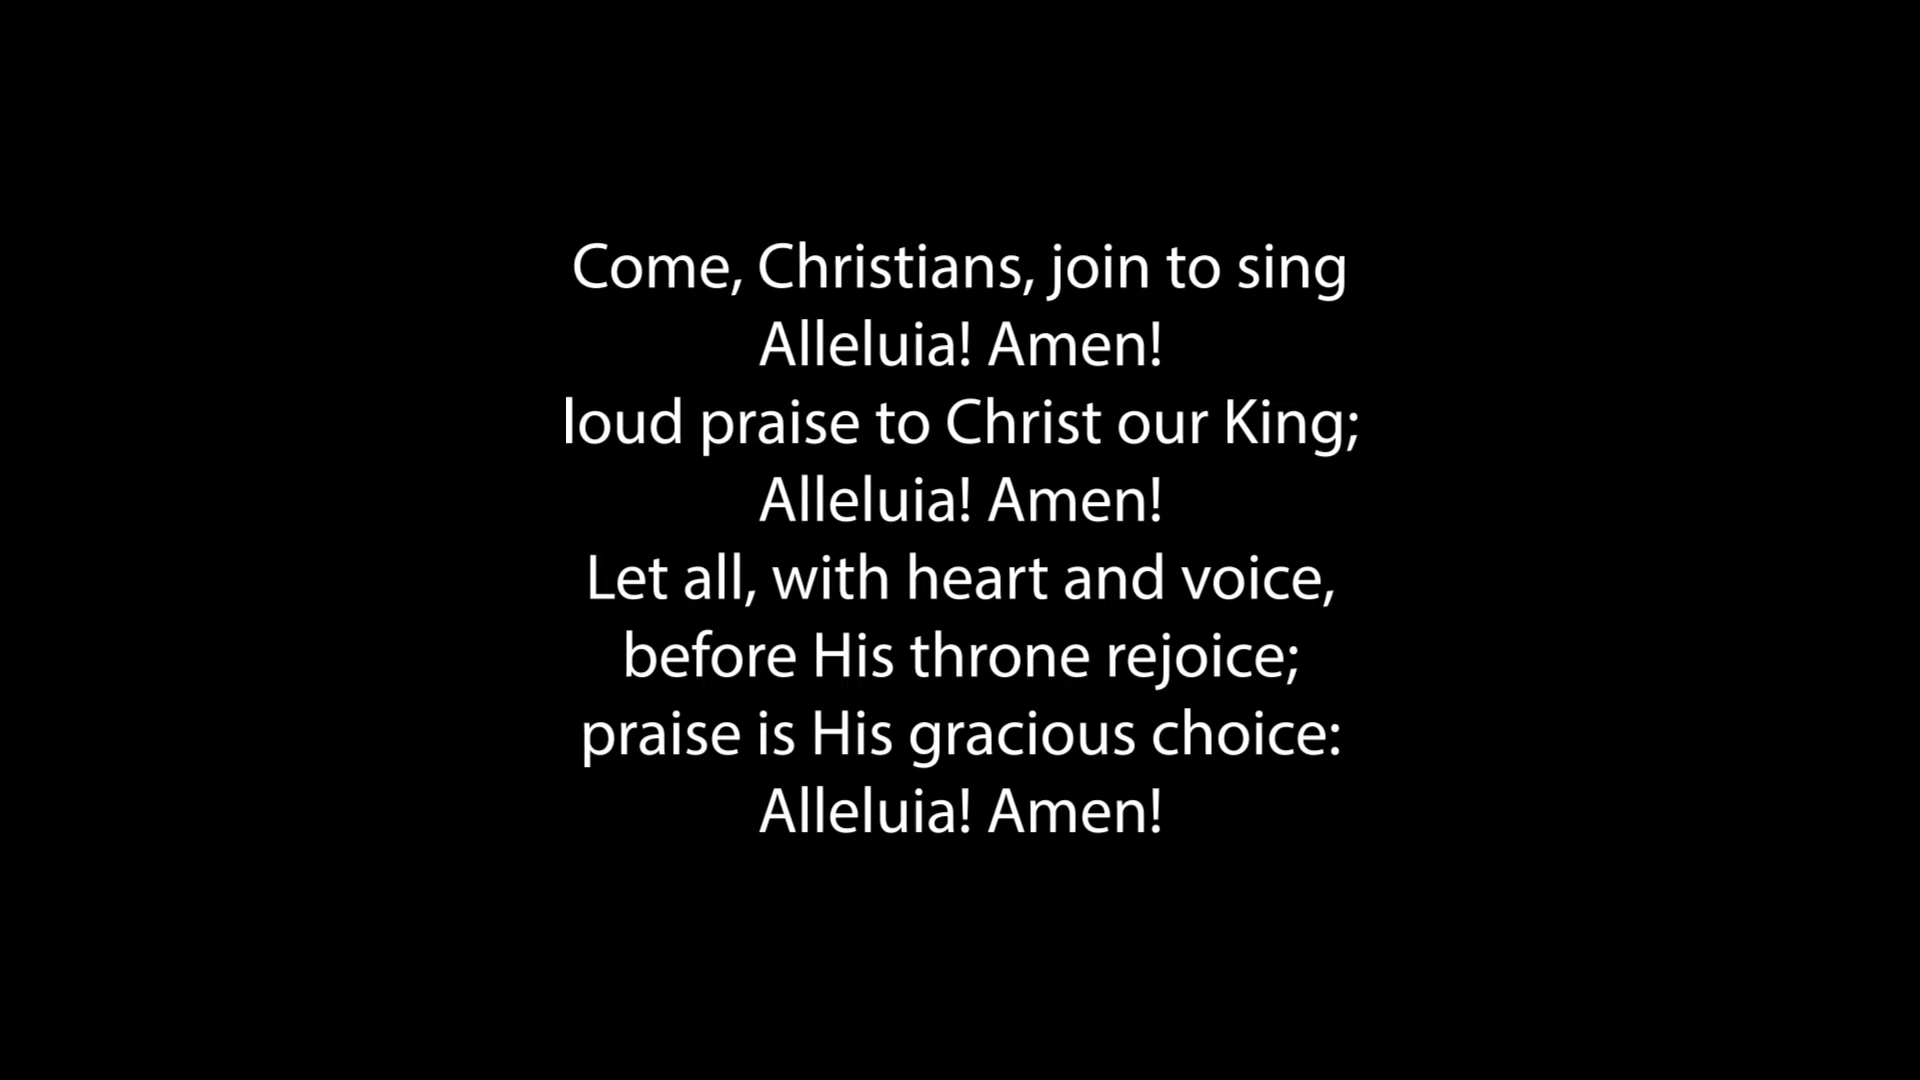 Come, Christians, join to sing
Alleluia! Amen!
loud praise to Christ our King;
Alleluia! Amen!
Let all, with heart and voice,
before His throne rejoice;
praise is His gracious choice:
Alleluia! Amen!